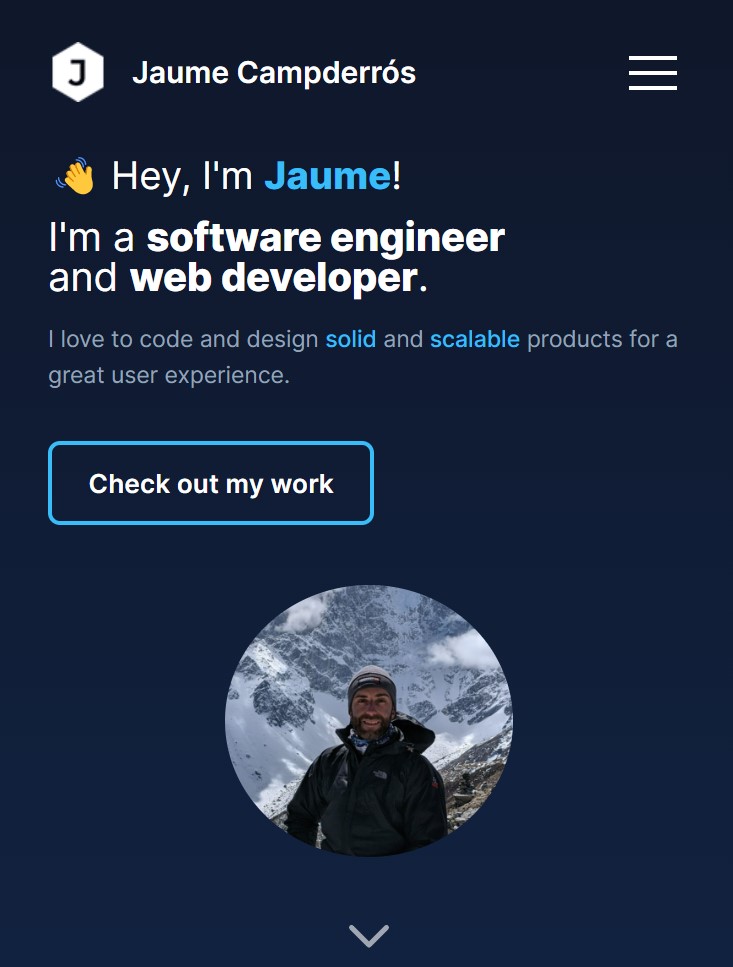 J
Jaume Campderrós
👋 Hey, I'm Jaume!
I'm a software engineer
and web developer.
I love to code and design solid and scalable products for a
great user experience.
Check out my work